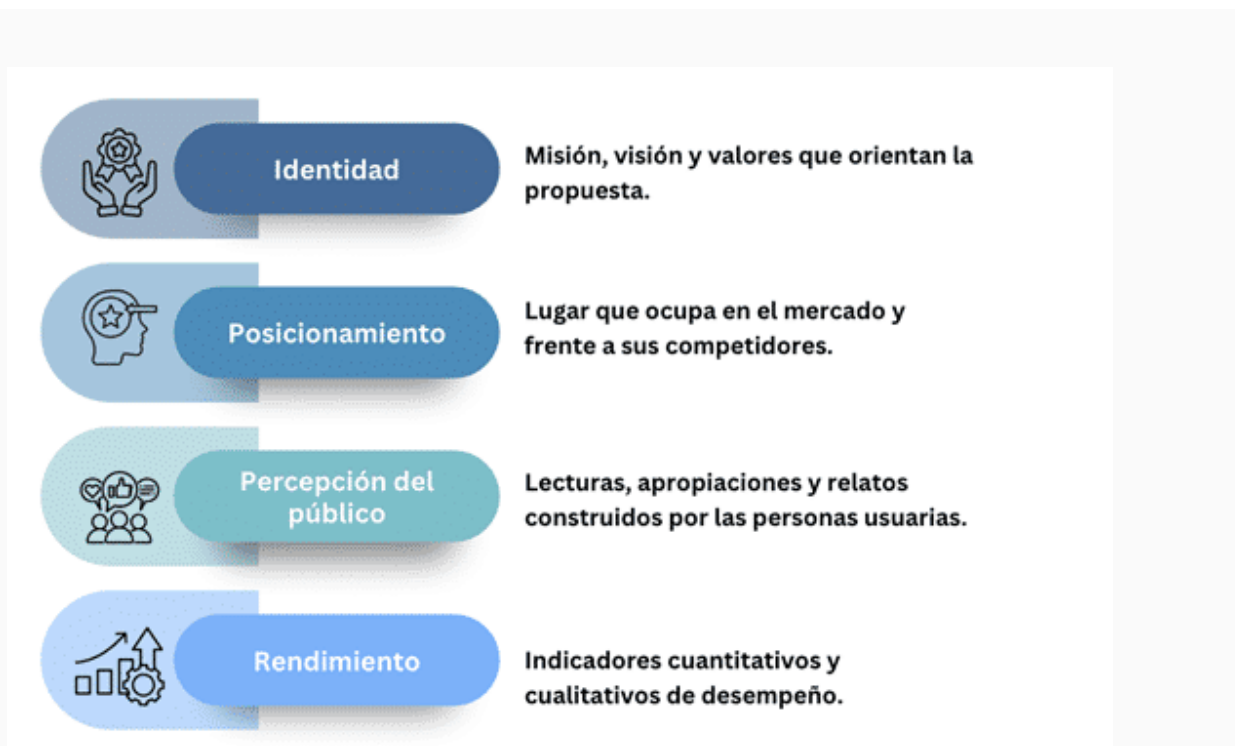 Identidad
Misión, visión y valores que orientan la
propuesta.
Posicionamiento
Lugar que ocupa en el mercado y
frente a sus competidores.
Percepción del
público
Lecturas, apropiaciones y relatos
construidos por las personas usuarias.
Rendimiento
Indicadores cuantitativos y
cualitativos de desempeño.